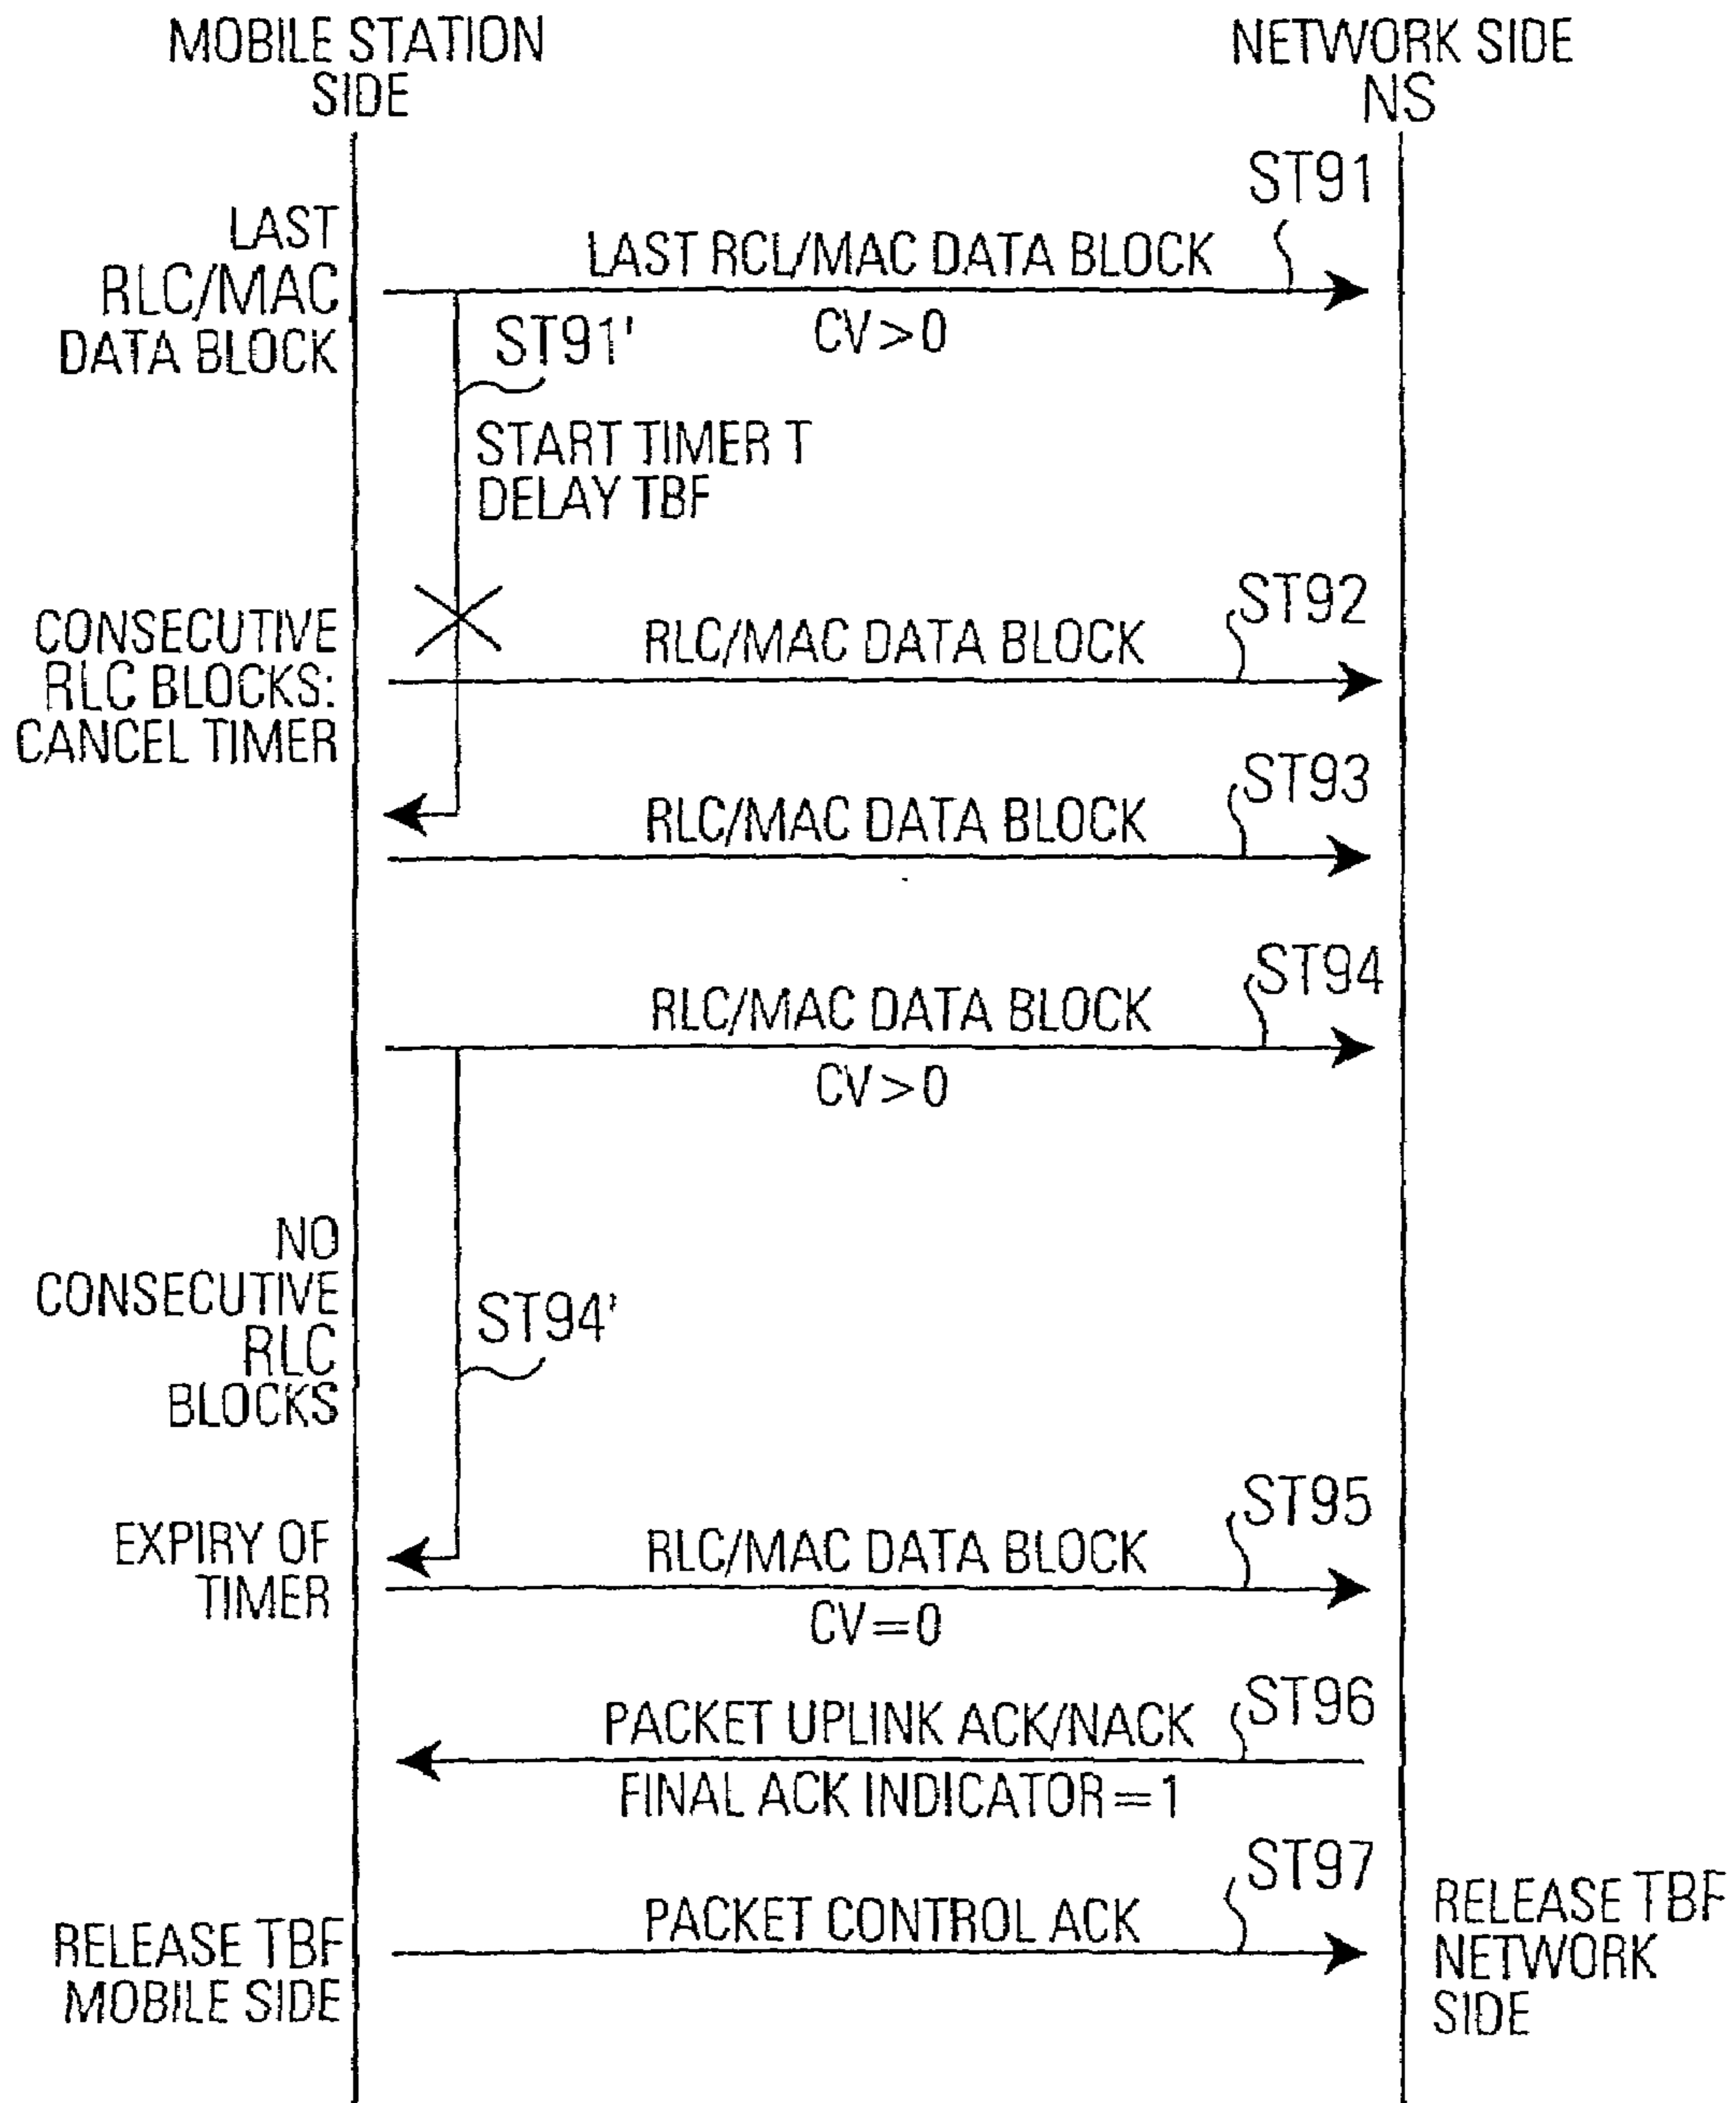 MOBILE STATION
SIDE
NETWORK SIDE
NS
ST91
LAST
RLC/MAC
DATA BLOCK
LAST RCL/MAC DATA BLOCK
CV>0
ST91'
START TIMER T
DELAY TBF
ST92
CONSECUTIVE
RLC BLOCKS:
CANCEL TIMER
RLC/MAC DATA BLOCK
ST93
RLC/MAC DATA BLOCK
ST94
RLC/MAC DATA BLOCK
CV>0
NO
CONSECUTIVE
RLC
BLOCKS
ST94'
ST95
EXPIRY OF
TIMER
RLC/MAC DATA BLOCK
CV=0
ST96
PACKET UPLINK ACK/NACK
FINAL ACK INDICATOR=1
ST97
PACKET CONTROL ACK
RELEASE TBF
MOBILE SIDE
RELEASE TBF
NETWORK
SIDE